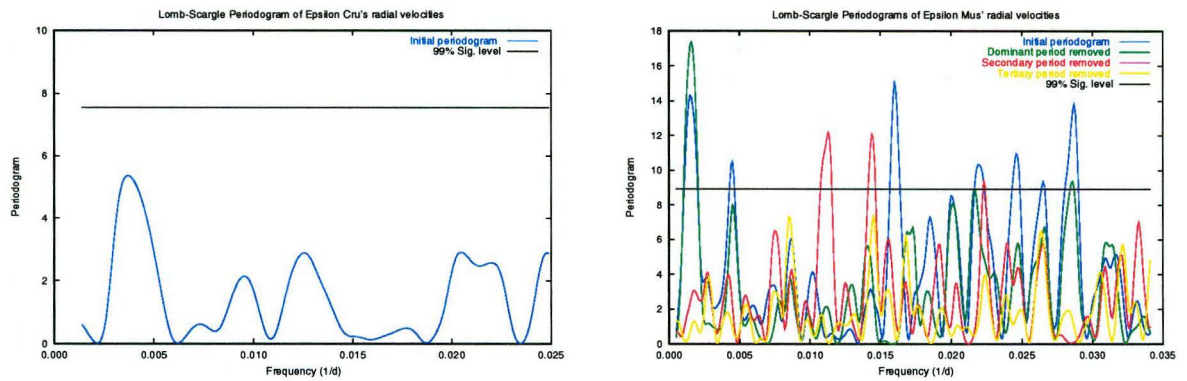 Lomb-Scargle Periodogram of Epsilon Cru's radial velocities
10
8
6
4
2
0
Periodogram
Initial periodogram
99% Sig. level
0.000
0.005
0.010
0.015
0.020
0.025
Frequency (1/d)
Lomb-Scargle Periodograms of Epsilon Mus' radial velocities
18
16
14
12
10
8
6
4
2
0
Periodogram
Initial periodogram
Dominant period removed
Secondary period removed
Tertiary period removed
99% Sig. level
0.000
0.005
0.010
0.015
0.020
0.025
0.030
0.035
Frequency (1/d)